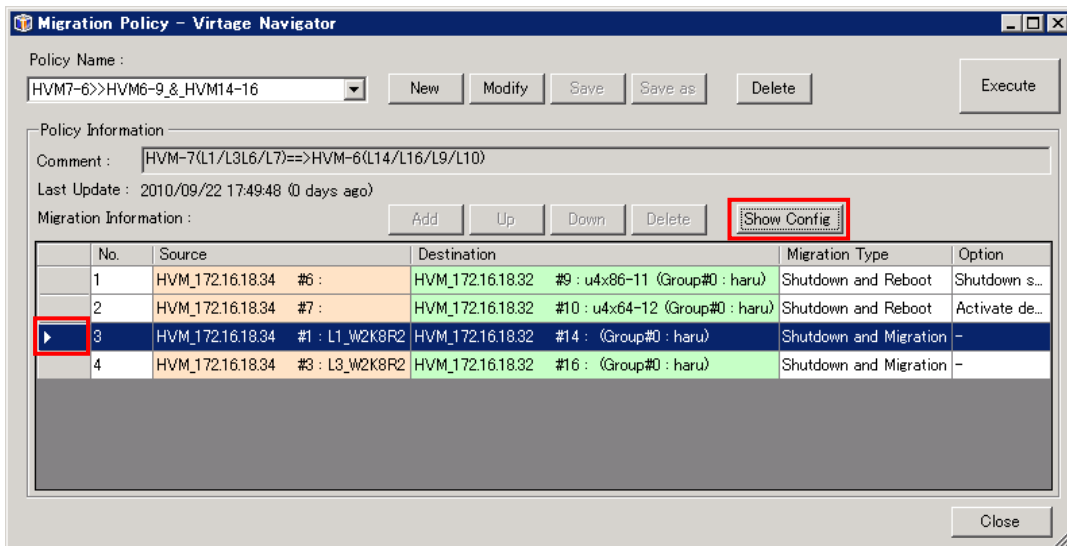 Migration Policy - Virtage Navigator
Policy Name :
HVM7-6>>HVM6-9_&_HVM14-16 New Modify Save Save as Delete Execute
Policy Information
Comment : HVM-7(L1/L3L6/L7)==>HVM-6(L14/L16/L9/L10)
Last Update : 2010/09/22 17:49:48 (0 days ago)
Migration Information : Add Up Down Delete Show Config
No. Source Destination Migration Type Option
1 HVM_172.16.18.34 #6 : HVM_172.16.18.32 #9 : u4x86-11 (Group#0 : haru) Shutdown and Reboot Shutdown s...
2 HVM_172.16.18.34 #7 : HVM_172.16.18.32 #10 : u4x64-12 (Group#0 : haru) Shutdown and Reboot Activate de...
3 HVM_172.16.18.34 #1 : L1_W2K8R2 HVM_172.16.18.32 #14 : (Group#0 : haru) Shutdown and Migration -
4 HVM_172.16.18.34 #3 : L3_W2K8R2 HVM_172.16.18.32 #16 : (Group#0 : haru) Shutdown and Migration -
Close